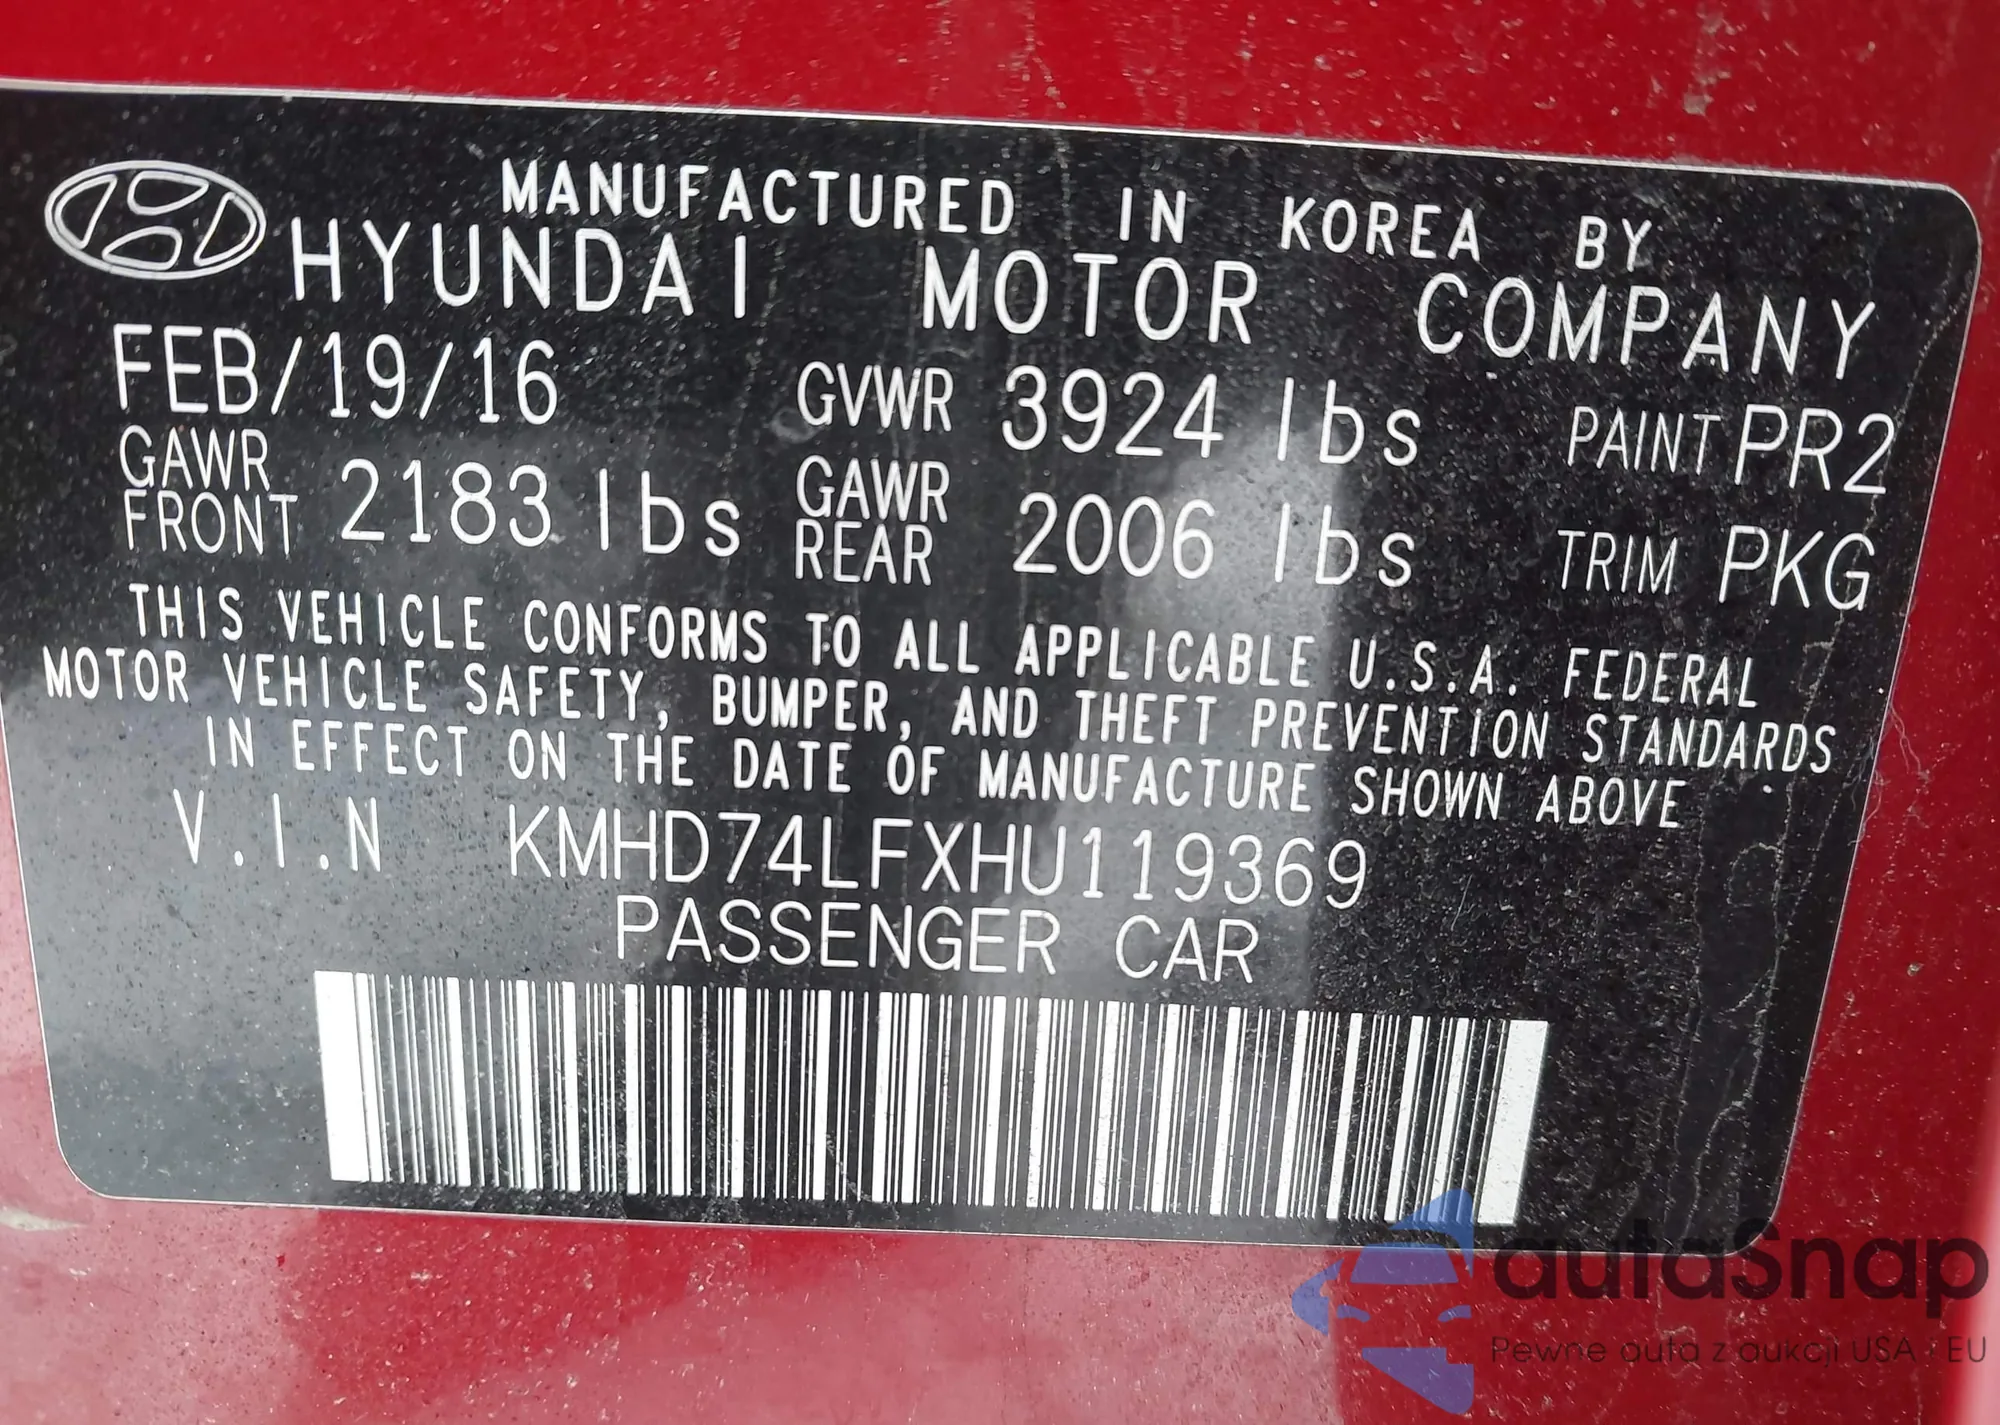 MANUFACTURED IN KOREA BY
HYUNDAI MOTOR COMPANY
FEB/19/16 GVWR 3924 lbs PAINT PR2
GAWR FRONT 2183 lbs GAWR REAR 2006 lbs TRIM PKG
THIS VEHICLE CONFORMS TO ALL APPLICABLE U.S.A. FEDERAL
MOTOR VEHICLE SAFETY, BUMPER, AND THEFT PREVENTION STANDARDS
IN EFFECT ON THE DATE OF MANUFACTURE SHOWN ABOVE
V.I.N KMHD74LFXHU119369
PASSENGER CAR
autaSnap
Pewne auta z aukcji USA i EU